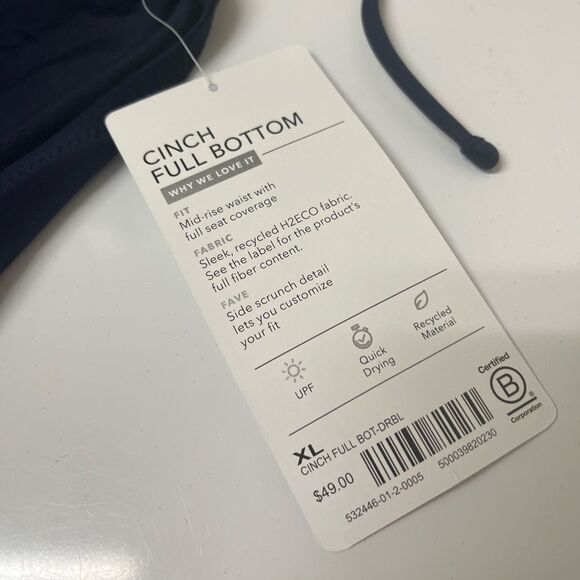 CINCH
FULL BOTTOM
WHY WE LOVE IT
FIT
Mid-rise waist with
full seat coverage
FABRIC
Sleek, recycled H2ECO fabric.
See the label for the product's
full fiber content.
FAVE
Side scrunch detail
lets you customize
your fit
UPF
Quick
Drying
Recycled
Material
Certified
B
®
Corporation
XL
CINCH FULL BOT-DRBL
$49.00
532446-01-2-0005
500039820230